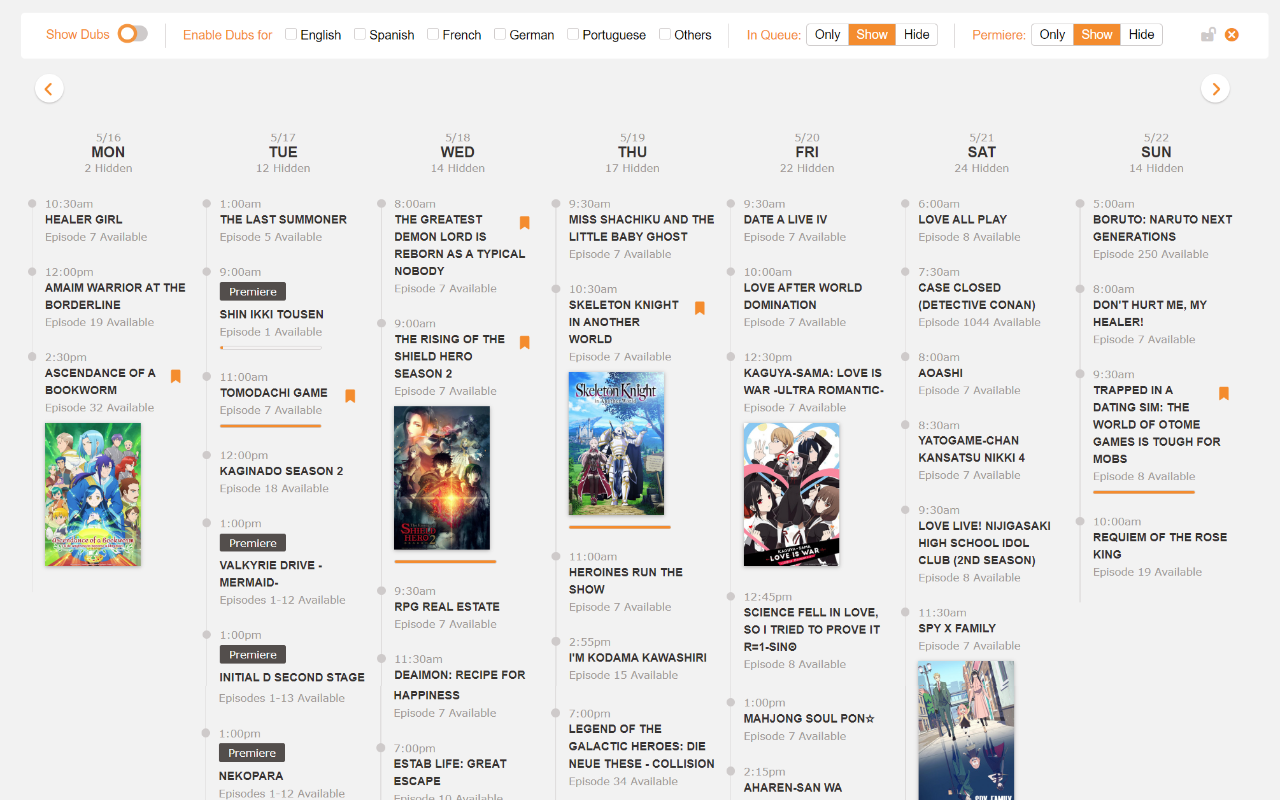 Show Dubs
Enable Dubs for
English
Spanish
French
German
Portuguese
Others
In Queue:
Only
Show
Hide
Permiere:
Only
Show
Hide
5/16
MON
2 Hidden
10:30am
HEALER GIRL
Episode 7 Available
12:00pm
AMAIM WARRIOR AT THE
BORDERLINE
Episode 19 Available
2:30pm
ASCENDANCE OF A
BOOKWORM
Episode 32 Available
Ascendance of a Bookworm
5/17
TUE
12 Hidden
1:00am
THE LAST SUMMONER
Episode 5 Available
9:00am
Premiere
SHIN IKKI TOUSEN
Episode 1 Available
11:00am
TOMODACHI GAME
Episode 7 Available
12:00pm
KAGINADO SEASON 2
Episode 18 Available
1:00pm
Premiere
VALKYRIE DRIVE -
MERMAID-
Episodes 1-12 Available
1:00pm
Premiere
INITIAL D SECOND STAGE
Episodes 1-13 Available
1:00pm
Premiere
NEKOPARA
Episodes 1-12 Available
5/18
WED
14 Hidden
8:00am
THE GREATEST
DEMON LORD IS
REBORN AS A TYPICAL
NOBODY
Episode 7 Available
9:00am
THE RISING OF THE
SHIELD HERO
SEASON 2
Episode 7 Available
SHIELD
HERO 2
9:30am
RPG REAL ESTATE
Episode 7 Available
11:30am
DEAIMON: RECIPE FOR
HAPPINESS
Episode 7 Available
7:00pm
ESTAB LIFE: GREAT
ESCAPE
Episode 10 Available
5/19
THU
17 Hidden
9:30am
MISS SHACHIKU AND THE
LITTLE BABY GHOST
Episode 7 Available
10:30am
SKELETON KNIGHT
IN ANOTHER
WORLD
Episode 7 Available
Skeleton Knight
11:00am
HEROINES RUN THE
SHOW
Episode 7 Available
2:55pm
I'M KODAMA KAWASHIRI
Episode 15 Available
7:00pm
LEGEND OF THE
GALACTIC HEROES: DIE
NEUE THESE - COLLISION
Episode 34 Available
5/20
FRI
22 Hidden
9:30am
DATE A LIVE IV
Episode 7 Available
10:00am
LOVE AFTER WORLD
DOMINATION
Episode 7 Available
12:30pm
KAGUYA-SAMA: LOVE IS
WAR -ULTRA ROMANTIC-
Episode 7 Available
KAGUYA-SAMA
LOVE IS WAR
12:45pm
SCIENCE FELL IN LOVE,
SO I TRIED TO PROVE IT
R=1-SINΘ
Episode 8 Available
1:00pm
MAHJONG SOUL PON☆
Episode 7 Available
2:15pm
AHAREN-SAN WA
5/21
SAT
24 Hidden
6:00am
LOVE ALL PLAY
Episode 8 Available
7:30am
CASE CLOSED
(DETECTIVE CONAN)
Episode 1044 Available
8:00am
AOASHI
Episode 7 Available
8:30am
YATOGAME-CHAN
KANSATSU NIKKI 4
Episode 7 Available
9:30am
LOVE LIVE! NIJIGASAKI
HIGH SCHOOL IDOL
CLUB (2ND SEASON)
Episode 8 Available
11:30am
SPY X FAMILY
Episode 7 Available
SPY FAMILY
5/22
SUN
14 Hidden
5:00am
BORUTO: NARUTO NEXT
GENERATIONS
Episode 250 Available
8:00am
DON'T HURT ME, MY
HEALER!
Episode 7 Available
9:30am
TRAPPED IN A
DATING SIM: THE
WORLD OF OTOME
GAMES IS TOUGH FOR
MOBS
Episode 8 Available
10:00am
REQUIEM OF THE ROSE
KING
Episode 19 Available